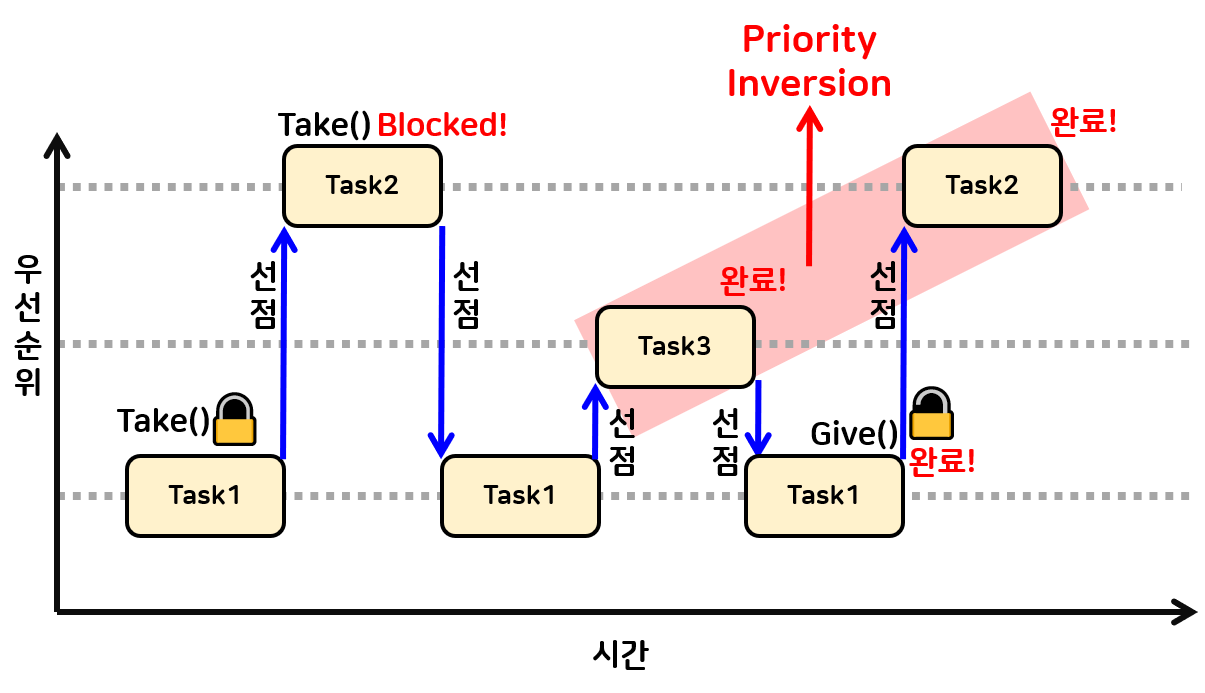 Priority
Inversion
Take() Blocked!
완료!
Task2
Task2
우
선
순
위
선
점
선
점
완료!
선
점
Task3
Take()
선
점
선
점
Give()
완료!
Task1
Task1
Task1
시간